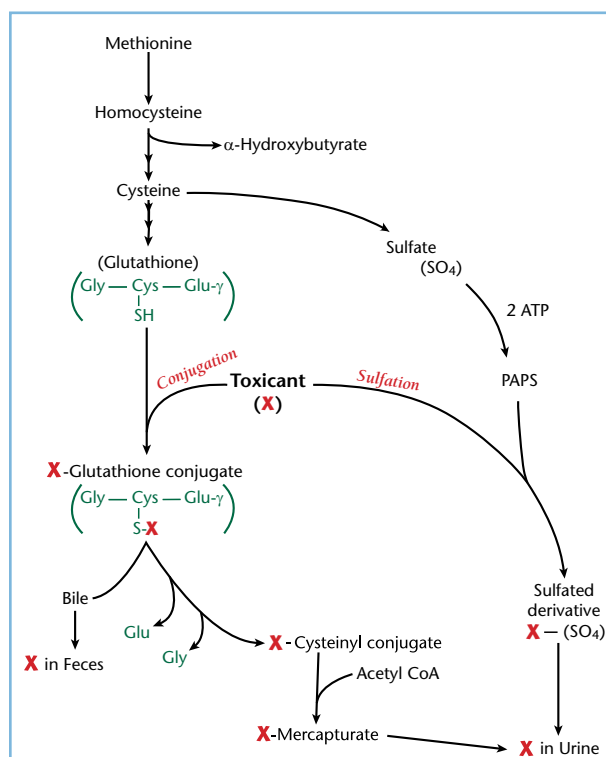 Methionine
Homocysteine
α-Hydroxybutyrate
Cysteine
Sulfate
(SO₄)
(Glutathione)
(Gly — Cys — Glu-γ)
SH
2 ATP
PAPS
Conjugation
Toxicant
(X)
Sulfation
X-Glutathione conjugate
(Gly — Cys — Glu-γ)
S-X
Bile
Glu
Gly
X in Feces
X - Cysteinyl conjugate
Acetyl CoA
X-Mercapturate
Sulfated
derivative
X — (SO₄)
X in Urine